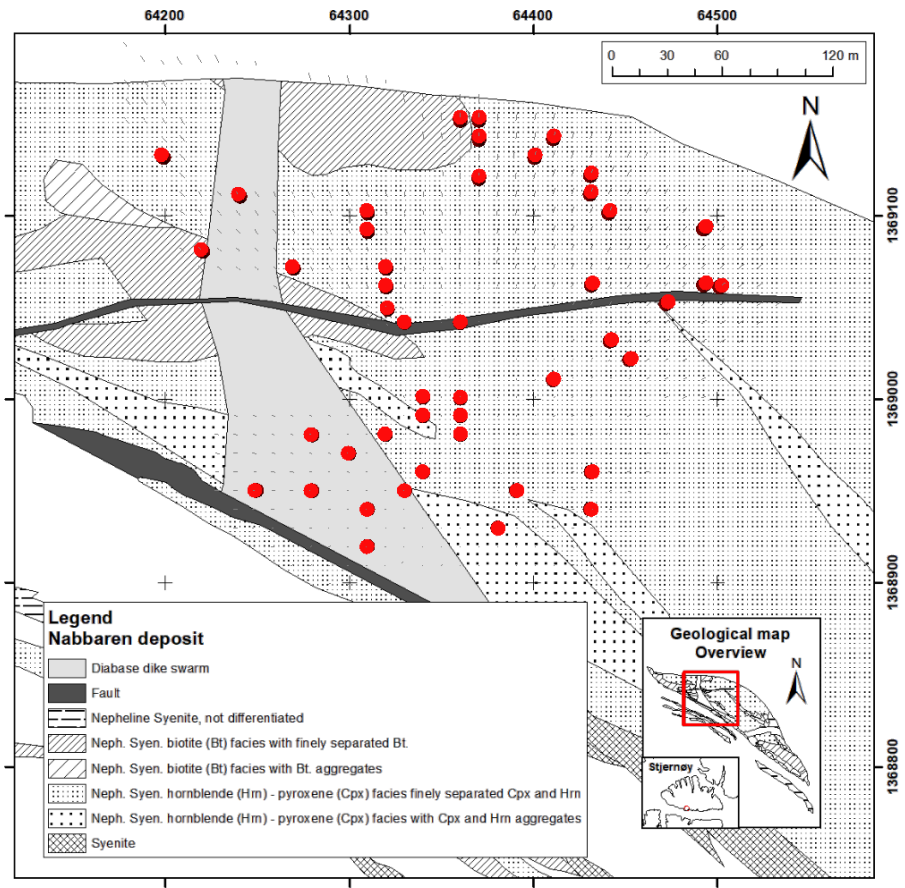 64200 64300 64400 64500
0 30 60 120 m
N
1369100
1369000
1368900
1368800
Legend
Nabbaren deposit
Diabase dike swarm
Fault
Nepheline Syenite, not differentiated
Neph. Syen. biotite (Bt) facies with finely separated Bt.
Neph. Syen. biotite (Bt) facies with Bt. aggregates
Neph. Syen. hornblende (Hrn) - pyroxene (Cpx) facies finely separated Cpx and Hrn
Neph. Syen. hornblende (Hrn) - pyroxene (Cpx) facies with Cpx and Hrn aggregates
Syenite
Geological map
Overview
N
Stjernøy